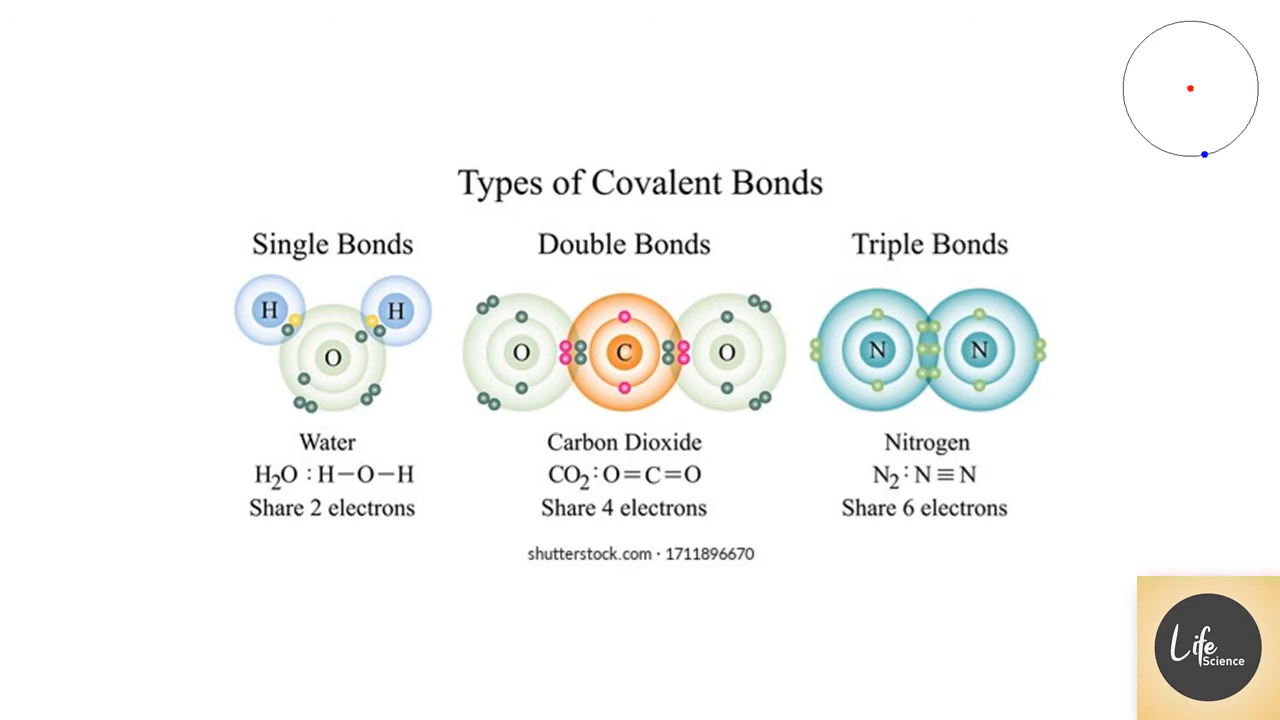 Types of Covalent Bonds
Single Bonds
Double Bonds
Triple Bonds
H
H
O
O
C
O
N
N
Water
H₂O : H−O−H
Share 2 electrons
Carbon Dioxide
CO₂ : O=C=O
Share 4 electrons
Nitrogen
N₂ : N≡N
Share 6 electrons
shutterstock.com · 1711896670
Life
Science